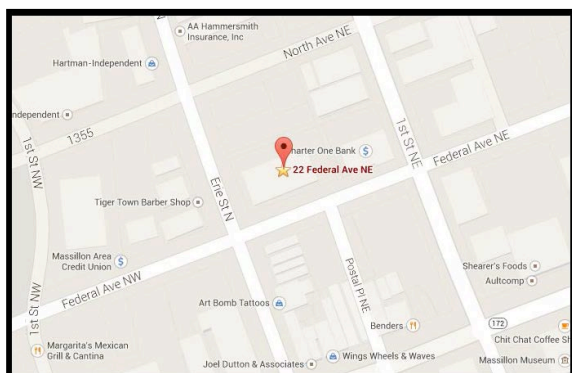 AA Hammersmith
Insurance, Inc
North Ave NE
Hartman-Independent
ndependent
1355
1st St NW
1st St NE
Federal Ave NE
harter One Bank
$
22 Federal Ave NE
Erie St N
Tiger Town Barber Shop
Massillon Area
Credit Union
$
Federal Ave NW
1st St NW
Postal Pl NE
Shearer's Foods
Aultcomp
Art Bomb Tattoos
Benders
172
Chit Chat Coffee Sh
Margarita's Mexican
Grill & Cantina
Joel Dutton & Associates
Wings Wheels & Waves
Massillon Museum